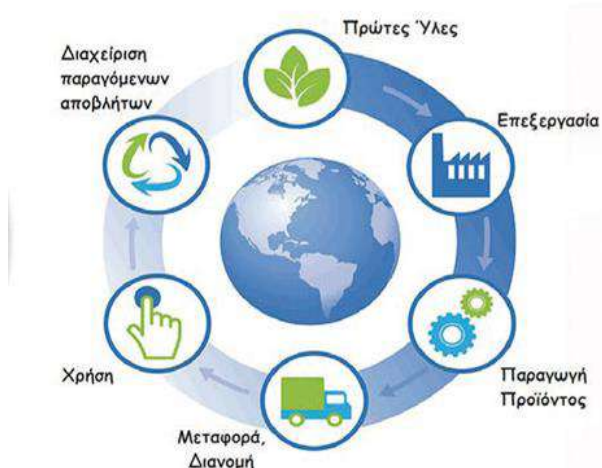 Πρώτες Ύλες
Επεξεργασία
Παραγωγή
Προϊόντος
Μεταφορά,
Διανομή
Χρήση
Διαχείριση
παραγόμενων
αποβλήτων